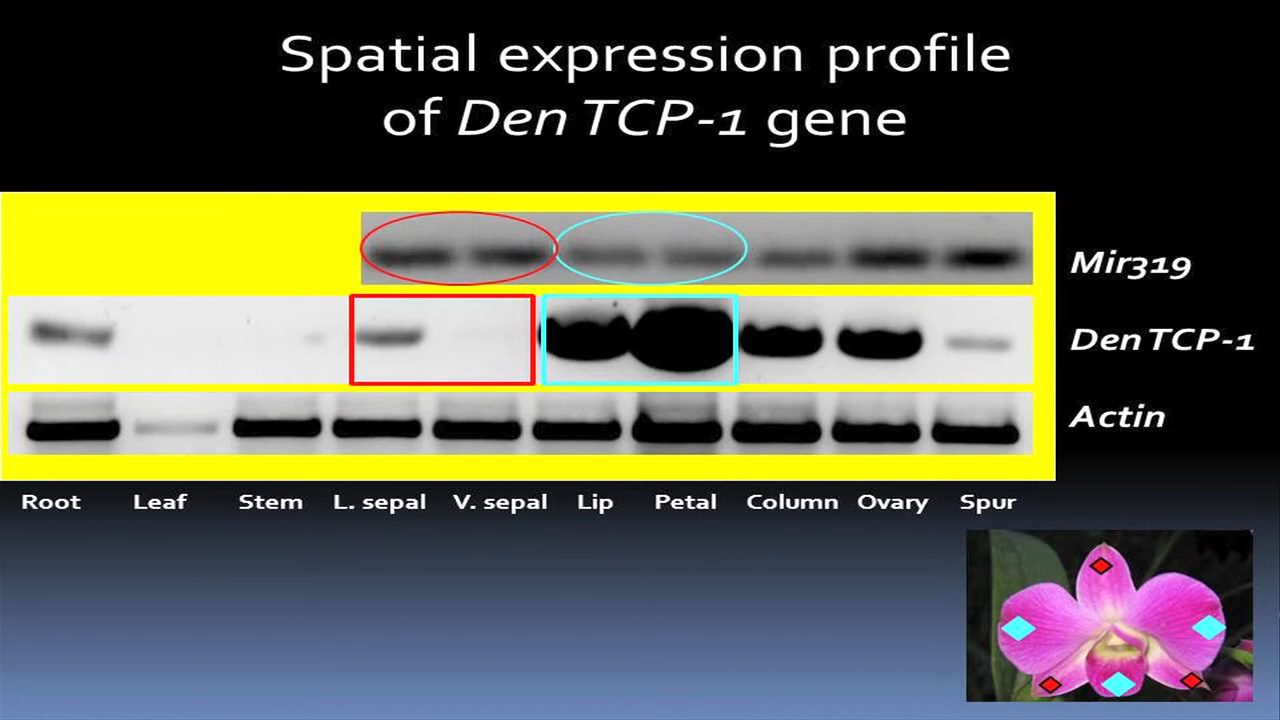 Spatial expression profile
of Den TCP-1 gene
Mir319
Den TCP-1
Actin
Root Leaf Stem L. sepal V. sepal Lip Petal Column Ovary Spur